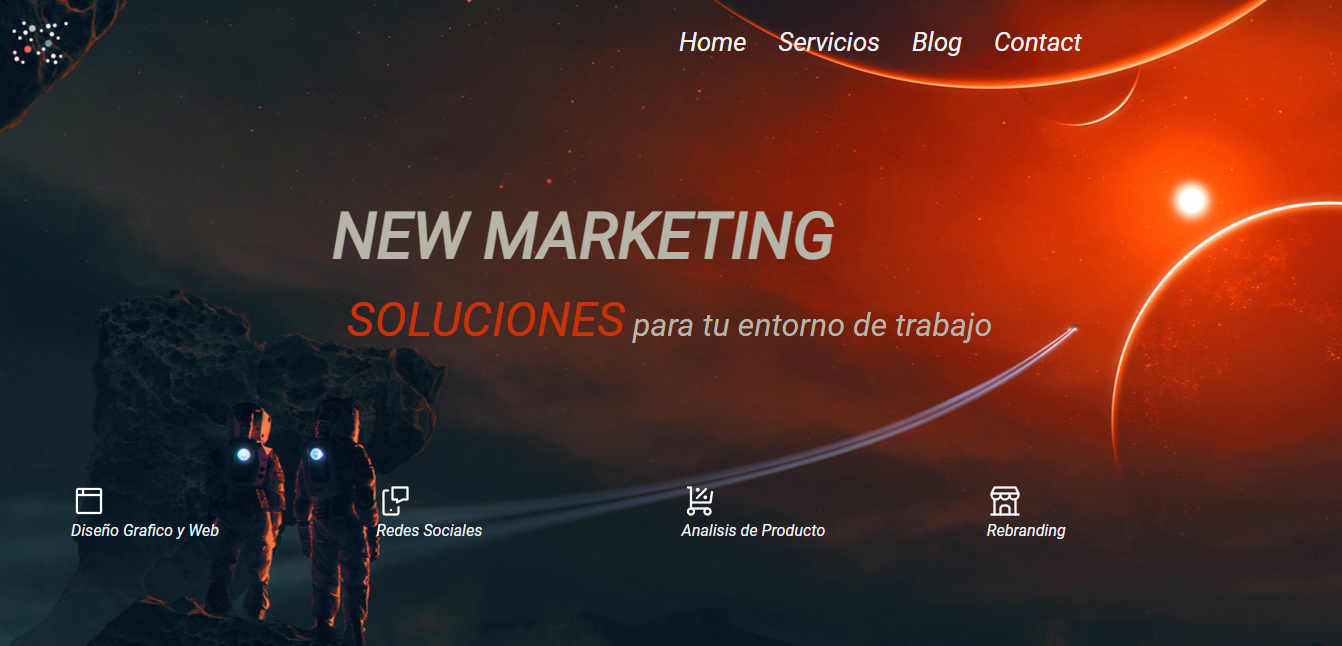 Home Servicios Blog Contact
NEW MARKETING
SOLUCIONES para tu entorno de trabajo
Diseño Grafico y Web
Redes Sociales
Analisis de Producto
Rebranding